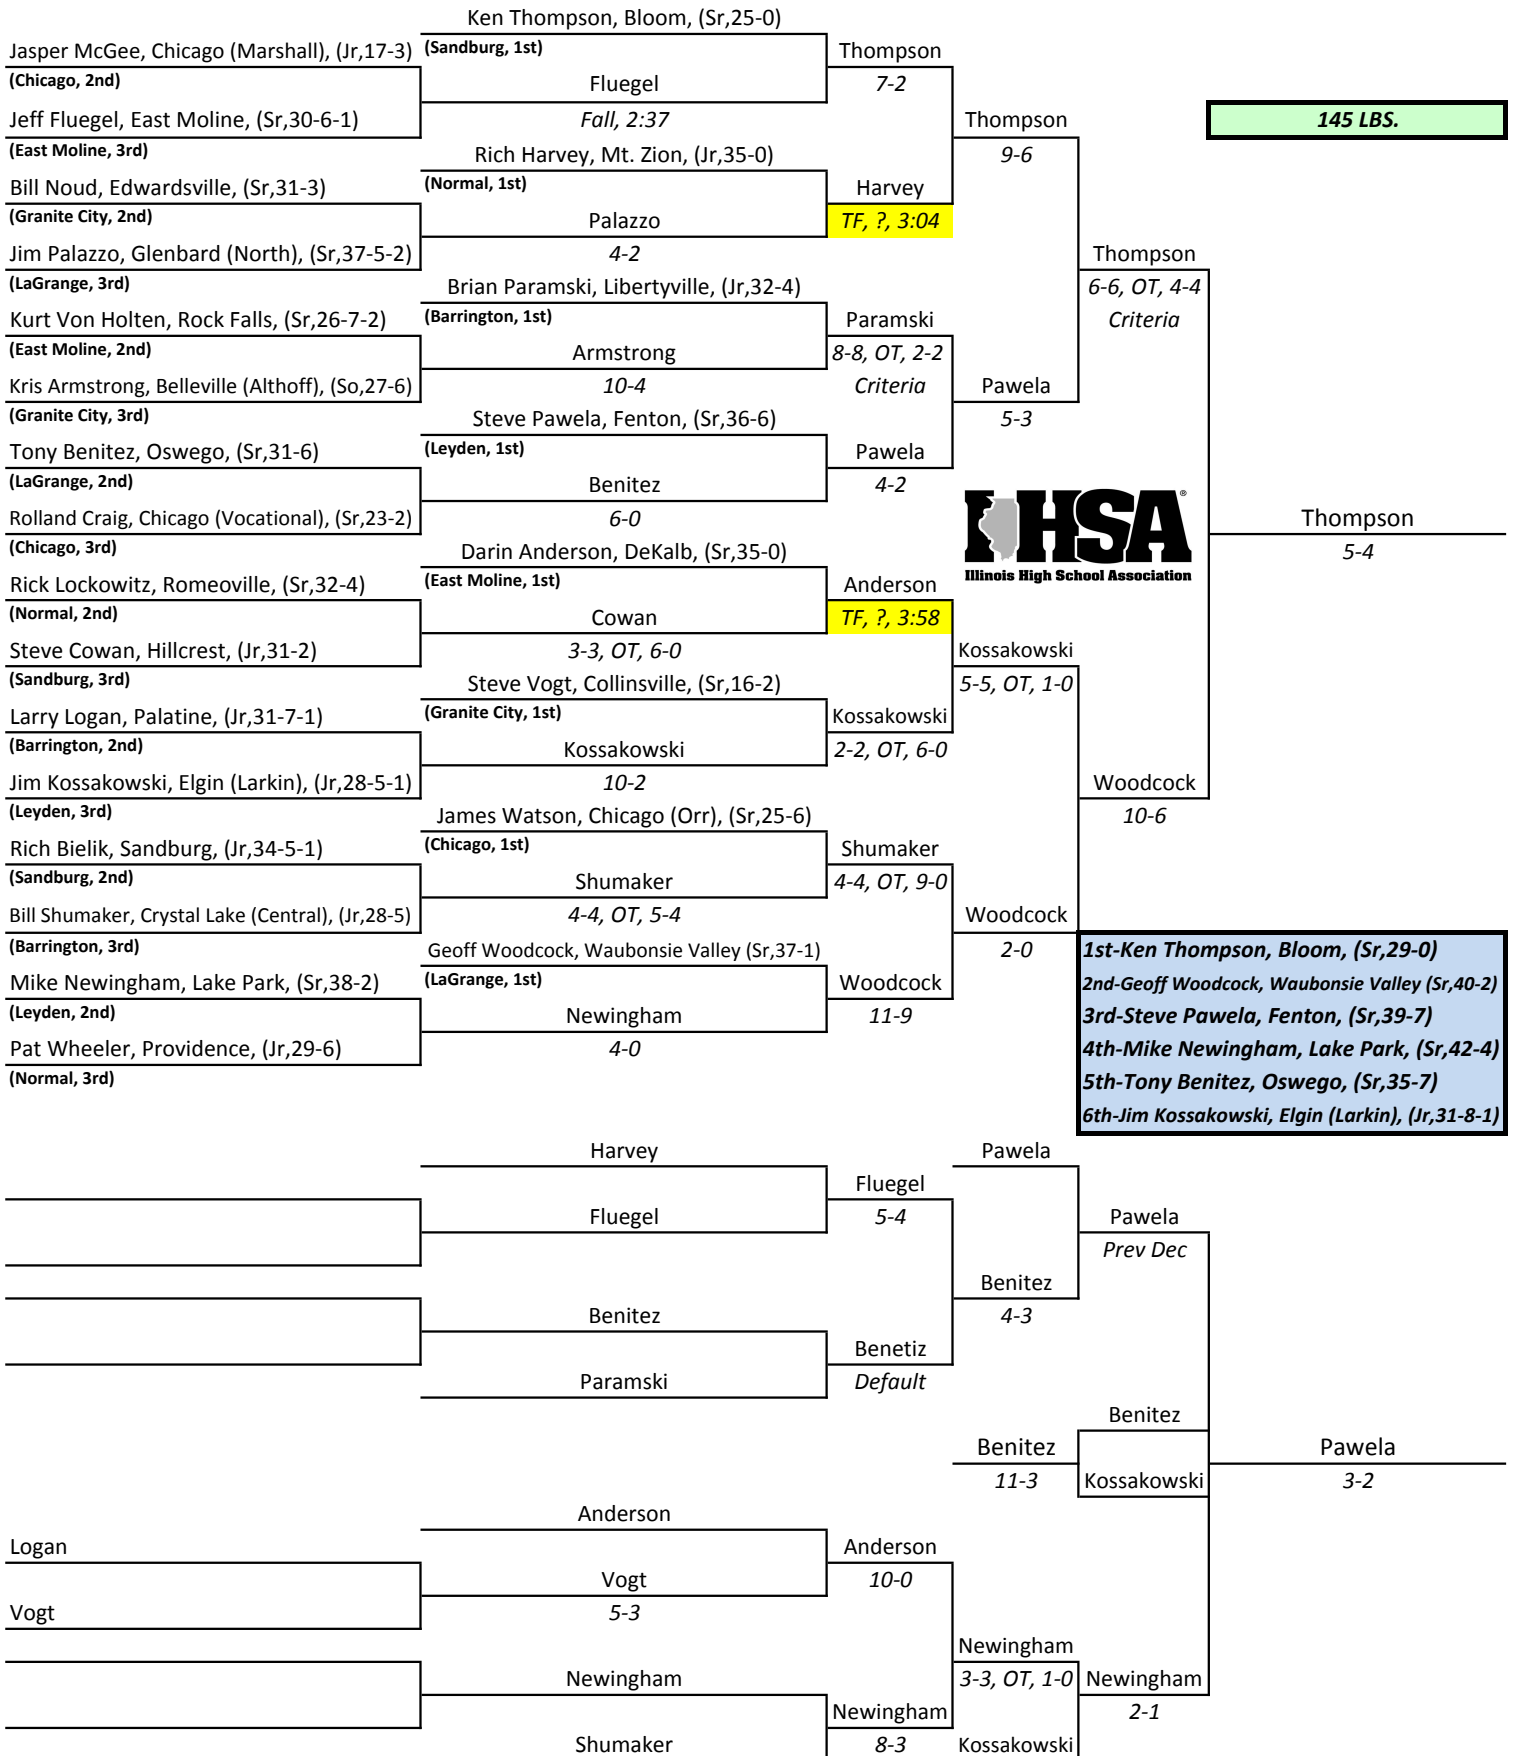 Ken Thompson, Bloom, (Sr,25-0)
Jasper McGee, Chicago (Marshall), (Jr,17-3)
(Sandburg, 1st)
Thompson
(Chicago, 2nd)
Fluegel
7-2
Jeff Fluegel, East Moline, (Sr,30-6-1)
Fall, 2:37
Thompson
145 LBS.
(East Moline, 3rd)
Rich Harvey, Mt. Zion, (Jr,35-0)
9-6
Bill Noud, Edwardsville, (Sr,31-3)
(Normal, 1st)
Harvey
(Granite City, 2nd)
Palazzo
TF, ?, 3:04
Jim Palazzo, Glenbard (North), (Sr,37-5-2)
4-2
Thompson
(LaGrange, 3rd)
Brian Paramski, Libertyville, (Jr,32-4)
6-6, OT, 4-4
Kurt Von Holten, Rock Falls, (Sr,26-7-2)
(Barrington, 1st)
Paramski
Criteria
(East Moline, 2nd)
Armstrong
8-8, OT, 2-2
Kris Armstrong, Belleville (Althoff), (So,27-6)
10-4
Criteria
Pawela
(Granite City, 3rd)
Steve Pawela, Fenton, (Sr,36-6)
5-3
Tony Benitez, Oswego, (Sr,31-6)
(Leyden, 1st)
Pawela
(LaGrange, 2nd)
Benitez
4-2
Rolland Craig, Chicago (Vocational), (Sr,23-2)
6-0
IHSA
Thompson
(Chicago, 3rd)
Darin Anderson, DeKalb, (Sr,35-0)
5-4
Rick Lockowitz, Romeoville, (Sr,32-4)
(East Moline, 1st)
Anderson
Illinois High School Association
(Normal, 2nd)
Cowan
TF, ?, 3:58
Steve Cowan, Hillcrest, (Jr,31-2)
3-3, OT, 6-0
Kossakowski
(Sandburg, 3rd)
Steve Vogt, Collinsville, (Sr,16-2)
5-5, OT, 1-0
Larry Logan, Palatine, (Jr,31-7-1)
(Granite City, 1st)
Kossakowski
(Barrington, 2nd)
Kossakowski
2-2, OT, 6-0
Jim Kossakowski, Elgin (Larkin), (Jr,28-5-1)
10-2
Woodcock
(Leyden, 3rd)
James Watson, Chicago (Orr), (Sr,25-6)
10-6
Rich Bielik, Sandburg, (Jr,34-5-1)
(Chicago, 1st)
Shumaker
(Sandburg, 2nd)
Shumaker
4-4, OT, 9-0
Bill Shumaker, Crystal Lake (Central), (Jr,28-5)
4-4, OT, 5-4
Woodcock
(Barrington, 3rd)
Geoff Woodcock, Waubonsie Valley (Sr,37-1)
2-0
1st-Ken Thompson, Bloom, (Sr,29-0)
Mike Newingham, Lake Park, (Sr,38-2)
(LaGrange, 1st)
Woodcock
2nd-Geoff Woodcock, Waubonsie Valley (Sr,40-2)
(Leyden, 2nd)
Newingham
11-9
3rd-Steve Pawela, Fenton, (Sr,39-7)
Pat Wheeler, Providence, (Jr,29-6)
4-0
4th-Mike Newingham, Lake Park, (Sr,42-4)
(Normal, 3rd)
5th-Tony Benitez, Oswego, (Sr,35-7)
6th-Jim Kossakowski, Elgin (Larkin), (Jr,31-8-1)
Harvey
Pawela
Fluegel
Fluegel
5-4
Pawela
Prev Dec
Benitez
Benitez
4-3
Benetiz
Paramski
Default
Benitez
Benitez
Pawela
11-3
Kossakowski
3-2
Anderson
Logan
Anderson
Vogt
10-0
Vogt
5-3
Newingham
Newingham
3-3, OT, 1-0
Newingham
Newingham
2-1
Shumaker
8-3
Kossakowski